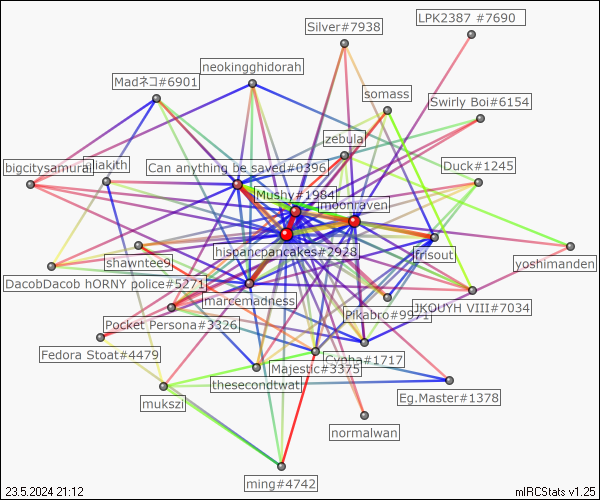 LPK2387 #7690
Silver#7938
neokingghidorah
Madネコ#6901
somass
Swirly Boi#6154
zebula
bigcitysamurai
Can anything be saved#0396
Duck#1245
Mushy#1984
moonraven
hispancpancakes#2928
frisout
yoshimanden
shawntee9
DacobDacob hORNY police#5271
marcemadness
Pikabro#9971
JKOUYH VIII#7034
Pocket Persona#3326
Fedora Stoat#4479
Cynha#1717
Majestic#3375
thesecondtwat
Eg.Master#1378
mukszi
normalwan
ming#4742
23.5.2024 21:12
mIRCStats v1.25